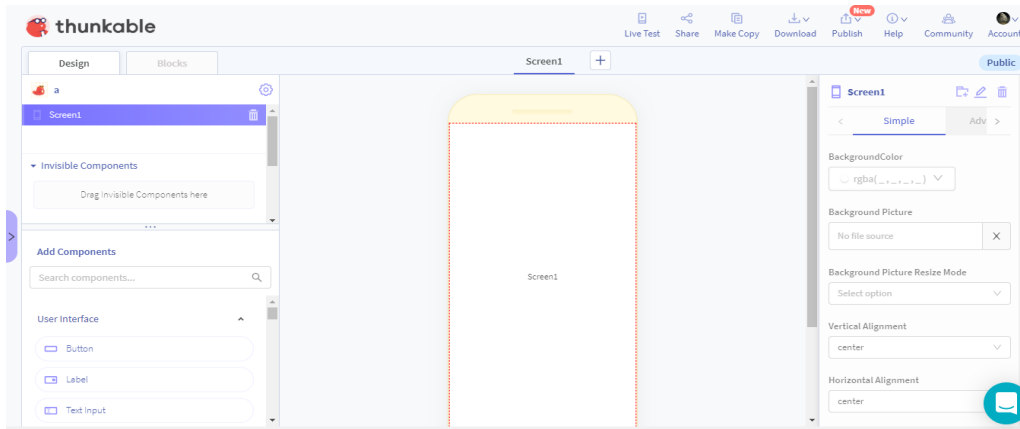 thunkable
New
Live Test Share Make Copy Download Publish Help Community Account
Design Blocks
Screen1 +
Public
a
Screen1
Invisible Components
Drag Invisible Components here
Add Components
Search components...
User Interface
Button
Label
Text Input
Screen1
Screen1
Simple Adv
BackgroundColor
rgba(_,_,_,_)
Background Picture
No file source X
Background Picture Resize Mode
Select option
Vertical Alignment
center
Horizontal Alignment
center